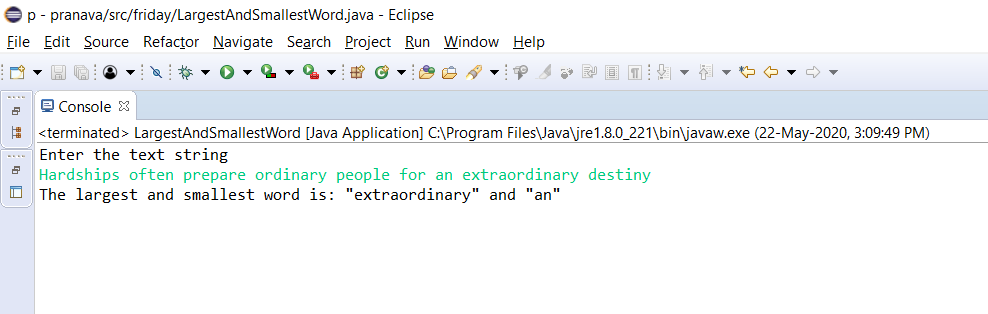 p - pranava/src/friday/LargestAndSmallestWord.java - Eclipse
File Edit Source Refactor Navigate Search Project Run Window Help
Console
<terminated> LargestAndSmallestWord [Java Application] C:\Program Files\Java\jre1.8.0_221\bin\javaw.exe (22-May-2020, 3:09:49 PM)
Enter the text string
Hardships often prepare ordinary people for an extraordinary destiny
The largest and smallest word is: "extraordinary" and "an"